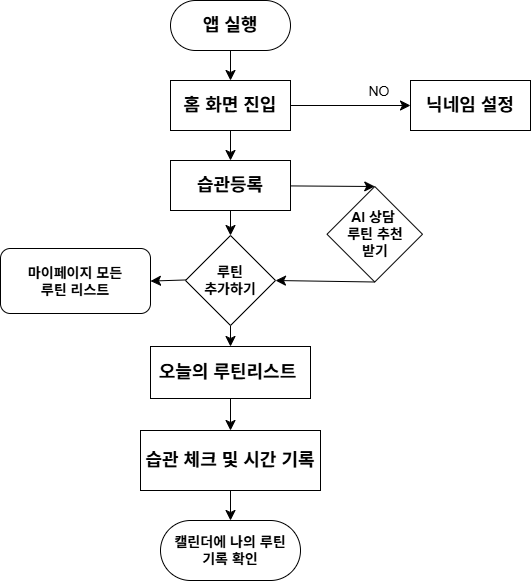 앱 실행
홈 화면 진입
NO
닉네임 설정
습관등록
AI 상담
루틴 추천
받기
루틴
추가하기
마이페이지 모든
루틴 리스트
오늘의 루틴리스트
습관 체크 및 시간 기록
캘린더에 나의 루틴
기록 확인